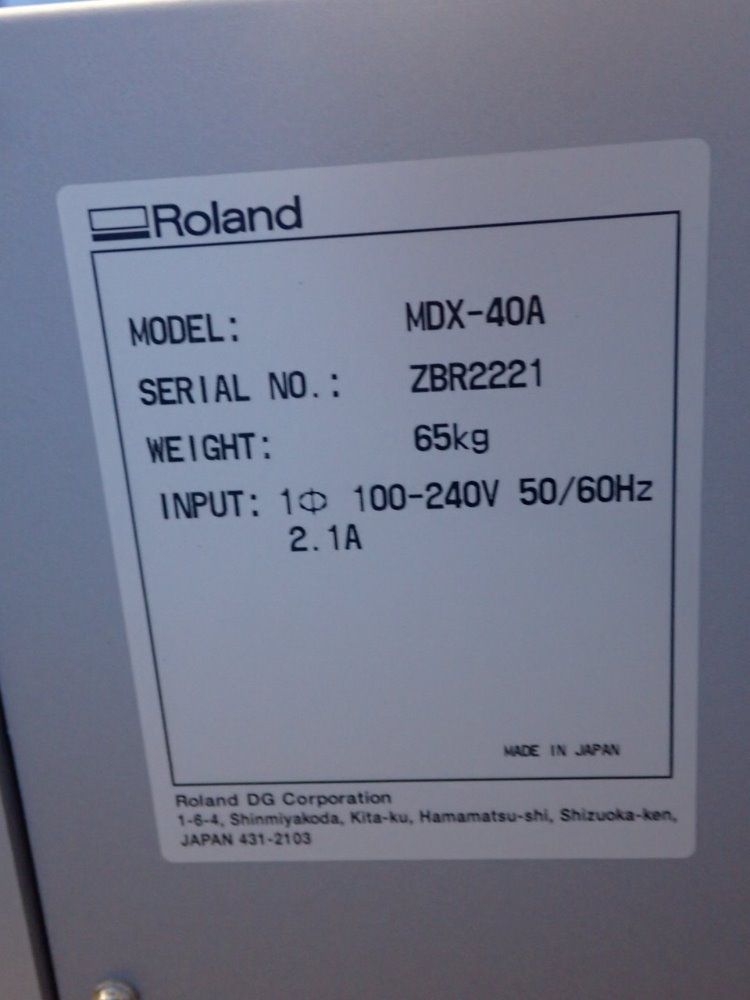 Roland
MODEL: MDX-40A
SERIAL NO.: ZBR2221
WEIGHT: 65kg
INPUT: 1Φ 100-240V 50/60Hz
2.1A
MADE IN JAPAN
Roland DG Corporation
1-6-4, Shinmiyakoda, Kita-ku, Hamamatsu-shi, Shizuoka-ken,
JAPAN 431-2103